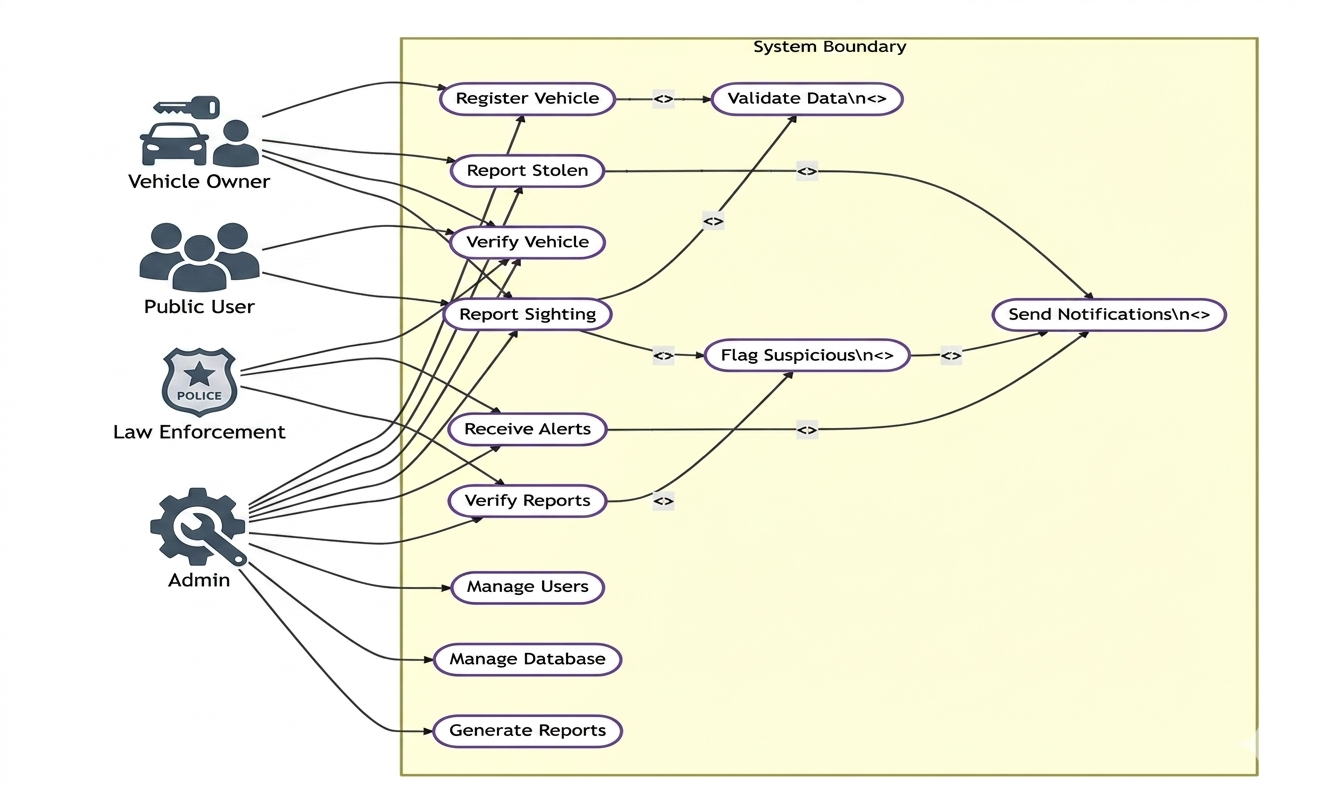 System Boundary
Register Vehicle
<>
Validate Data\n<>
Report Stolen
<>
Vehicle Owner
<>
Verify Vehicle
Public User
Report Sighting
Send Notifications\n<>
<>
Flag Suspicious\n<>
<>
POLICE
Law Enforcement
Receive Alerts
<>
Verify Reports
<>
Admin
Manage Users
Manage Database
Generate Reports